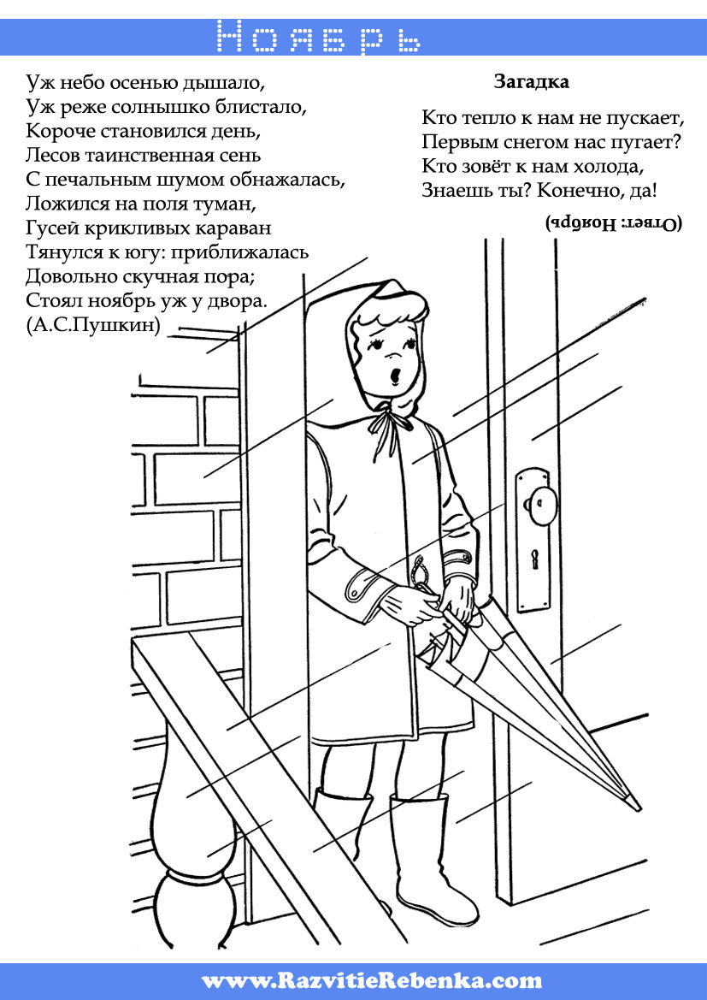 Ноябрь
Уж небо осенью дышало,
Уж реже солнышко блистало,
Короче становился день,
Лесов таинственная сень
С печальным шумом обнажалась,
Ложился на поля туман,
Гусей крикливых караван
Тянулся к югу: приближалась
Довольно скучная пора;
Стоял ноябрь уж у двора.
(А.С.Пушкин)
Загадка
Кто тепло к нам не пускает,
Первым снегом нас пугает?
Кто зовёт к нам холода,
Знаешь ты? Конечно, да!
(Ответ: Ноябрь)
www.RazvitieRebenka.com